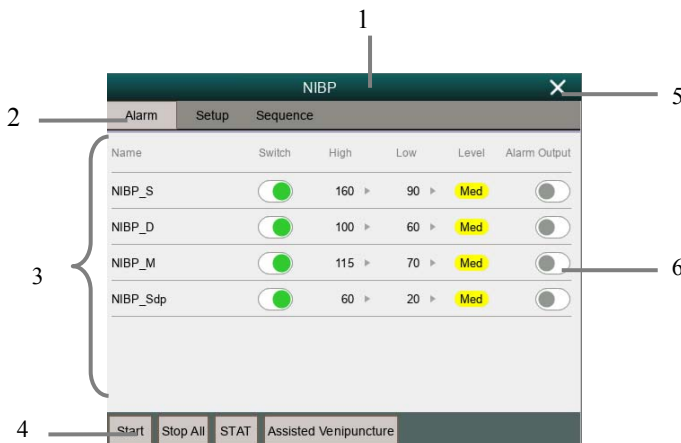 1
NIBP
5
2
Alarm Setup Sequence
Name Switch High Low Level Alarm Output
NIBP_S 160 90 Med
NIBP_D 100 60 Med
3
NIBP_M 115 70 Med
6
NIBP_Sdp 60 20 Med
4
Start Stop All STAT Assisted Venipuncture